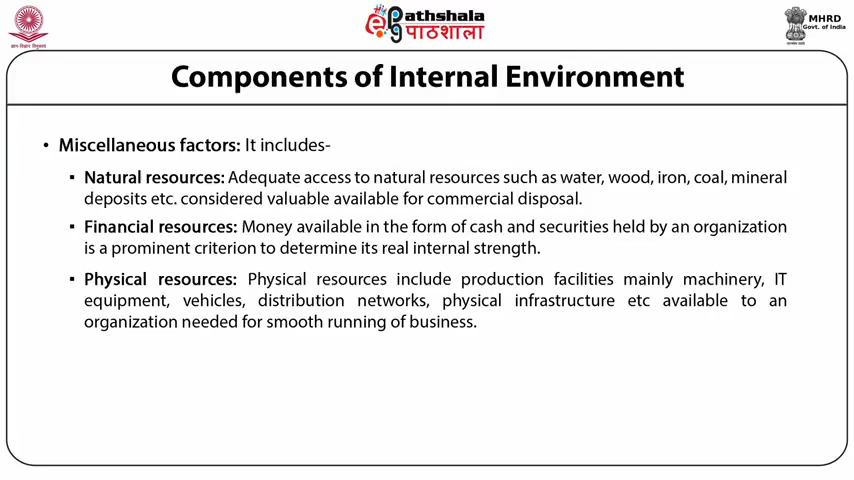 ePathshala
पाठशाला
MHRD
Govt. of India
Components of Internal Environment
• Miscellaneous factors: It includes-
▪ Natural resources: Adequate access to natural resources such as water, wood, iron, coal, mineral
deposits etc. considered valuable available for commercial disposal.
▪ Financial resources: Money available in the form of cash and securities held by an organization
is a prominent criterion to determine its real internal strength.
▪ Physical resources: Physical resources include production facilities mainly machinery, IT
equipment, vehicles, distribution networks, physical infrastructure etc available to an
organization needed for smooth running of business.